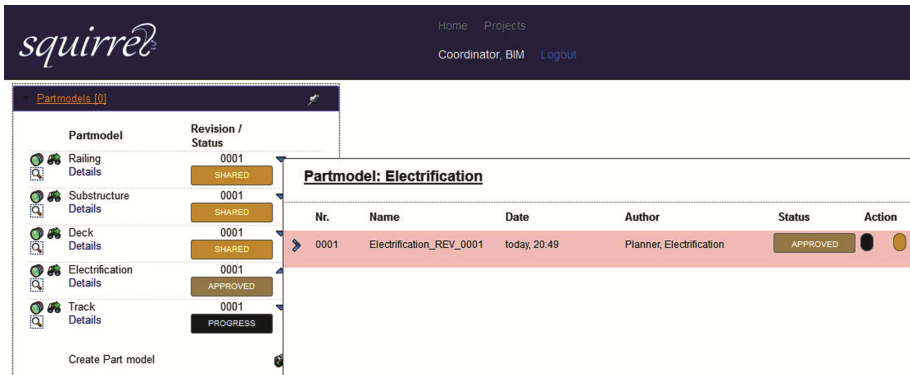 Home Projects
squirrel
Coordinator, BIM Logout
Partmodels [0]
Partmodel Revision / Status
Railing 0001
Details SHARED
Substructure 0001
Details SHARED
Deck 0001
Details SHARED
Electrification 0001
Details APPROVED
Track 0001
Details PROGRESS
Create Part model
Partmodel: Electrification
Nr. Name Date Author Status Action
0001 Electrification_REV_0001 today, 20:49 Planner, Electrification APPROVED